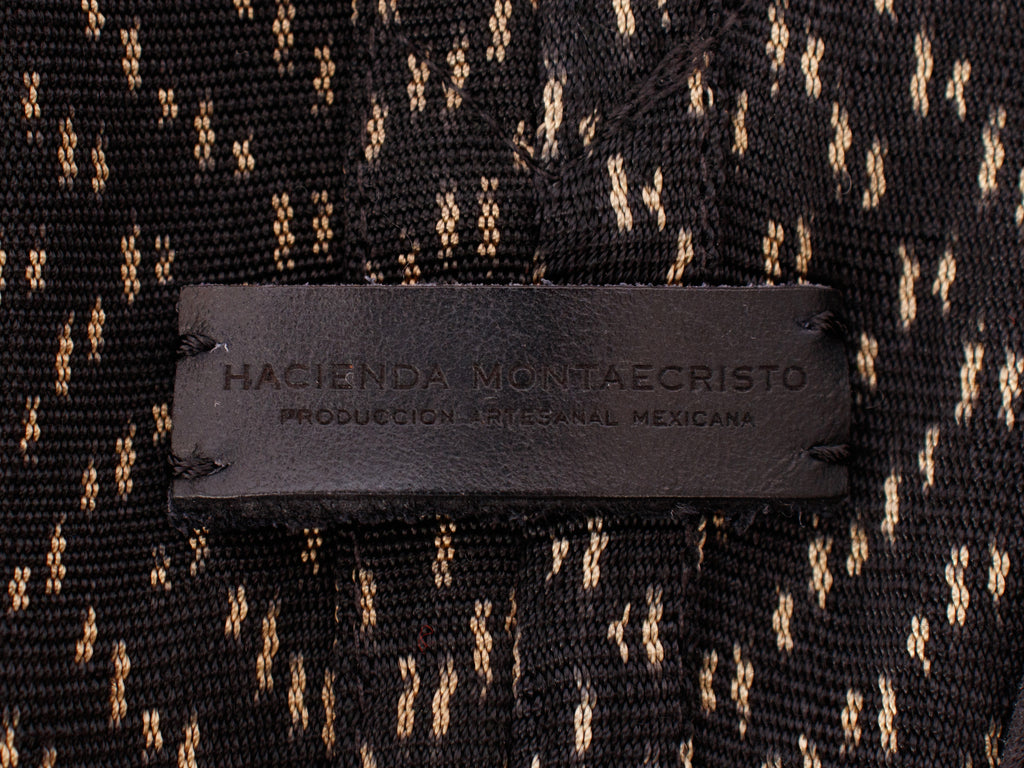 HACIENDA MONTAECRISTO
PRODUCCION ARTESANAL MEXICANA